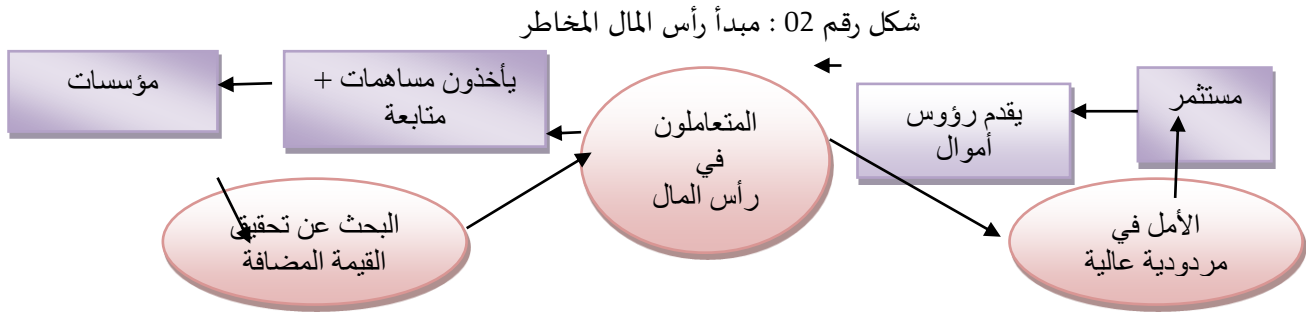 شكل رقم 02 : مبدأ رأس المال المخاطر
مستثمر
يقدم رؤوس
أموال
المتعاملون
في
رأس المال
يأخذون مساهمات +
متابعة
مؤسسات
البحث عن تحقيق
القيمة المضافة
الأمل في
مردودية عالية